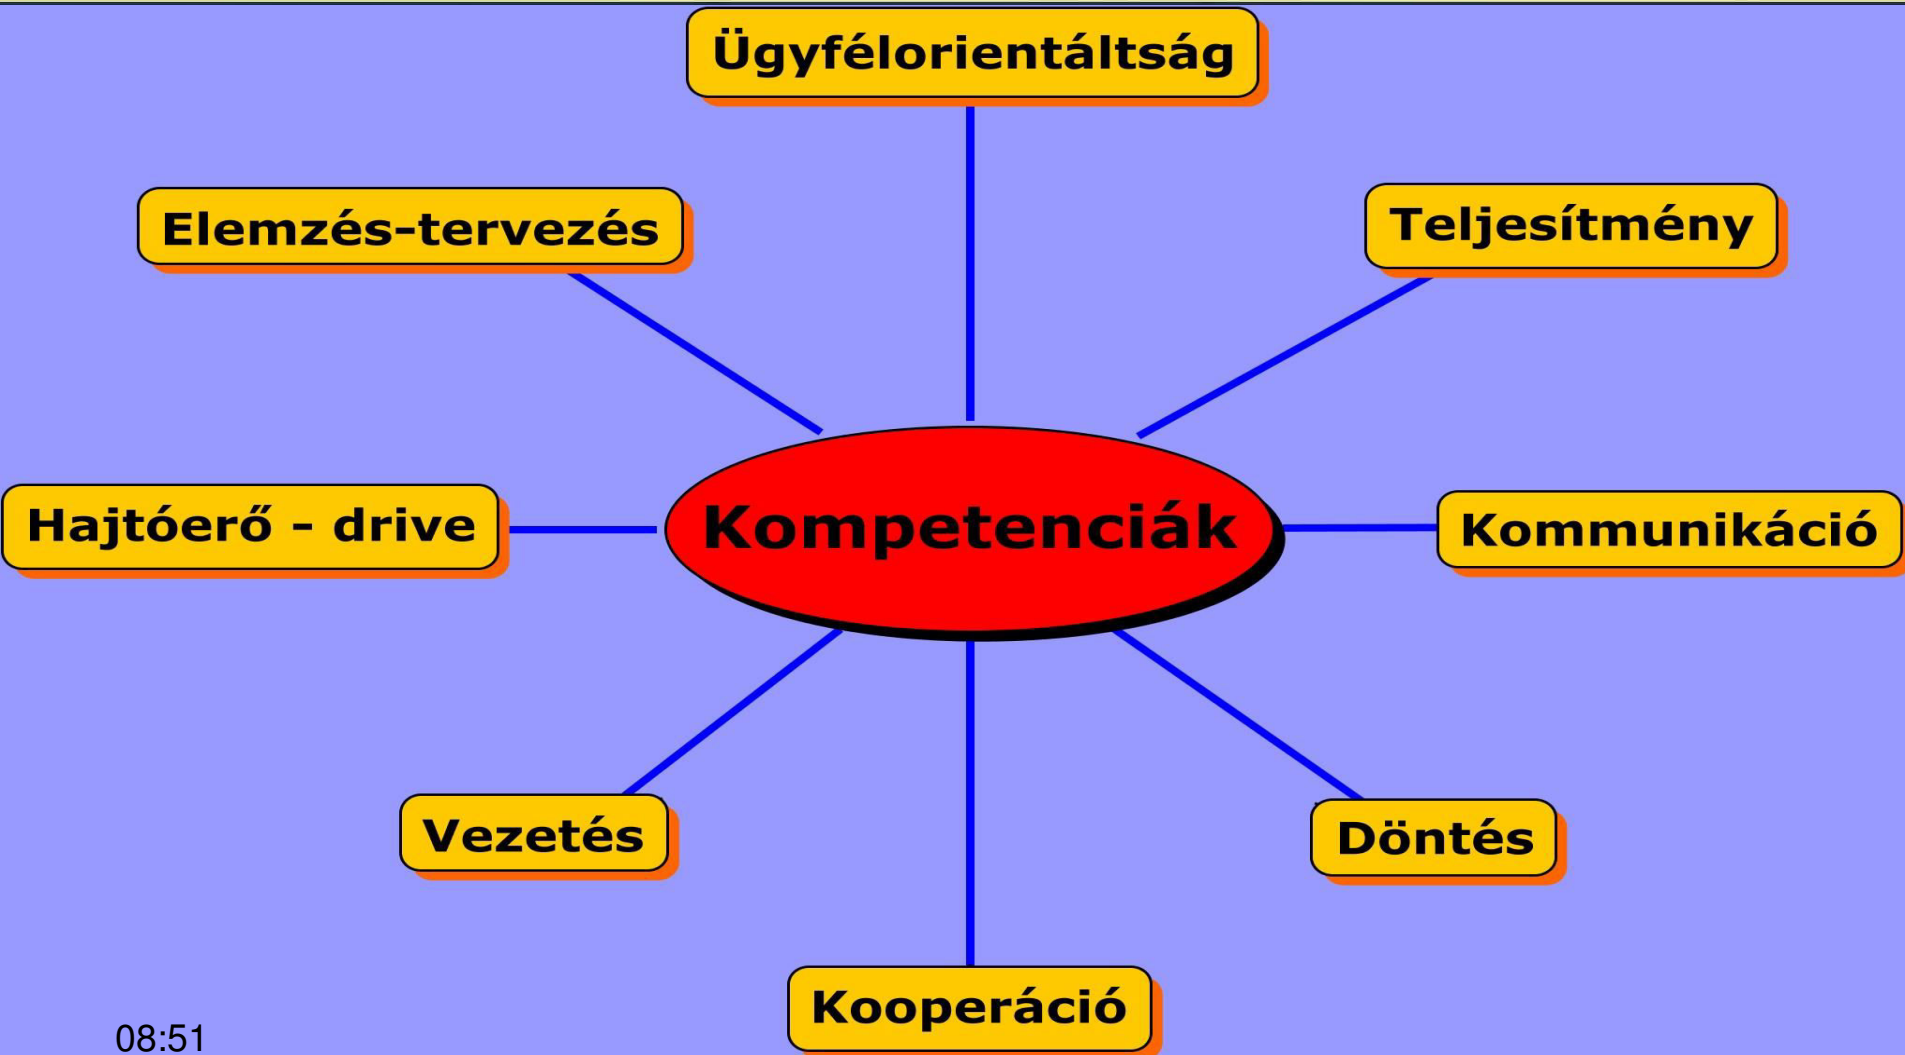 Ügyfélorientáltság
Elemzés-tervezés
Teljesítmény
Hajtóerő - drive
Kompetenciák
Kommunikáció
Vezetés
Döntés
Kooperáció
08:51